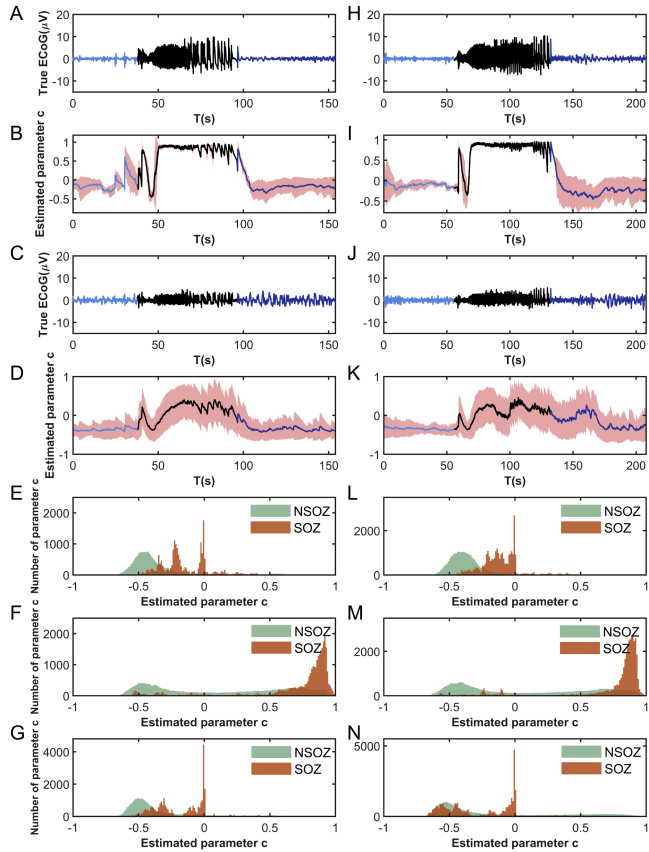 A
True ECoG(μV)
20
10
0
-10
0
50
100
150
T(s)
H
20
10
0
-10
0
50
100
150
200
T(s)
B
Estimated parameter c
1
0.5
0
-0.5
0
50
100
150
T(s)
I
1
0.5
0
-0.5
0
50
100
150
200
T(s)
C
True ECoG(μV)
20
10
0
-10
0
50
100
150
T(s)
J
20
10
0
-10
0
50
100
150
200
T(s)
D
Estimated parameter c
1
0
-1
0
50
100
150
T(s)
K
1
0
-1
0
50
100
150
200
T(s)
E
Number of parameter c
2000
1000
0
NSOZ
SOZ
-1
-0.5
0
0.5
1
Estimated parameter c
L
2000
0
NSOZ
SOZ
-1
-0.5
0
0.5
1
Estimated parameter c
F
Number of parameter c
2000
1000
0
NSOZ
SOZ
-1
-0.5
0
0.5
1
Estimated parameter c
M
2000
0
NSOZ
SOZ
-1
-0.5
0
0.5
1
Estimated parameter c
G
Number of parameter c
4000
2000
0
NSOZ
SOZ
-1
-0.5
0
0.5
1
Estimated parameter c
N
5000
0
NSOZ
SOZ
-1
-0.5
0
0.5
1
Estimated parameter c